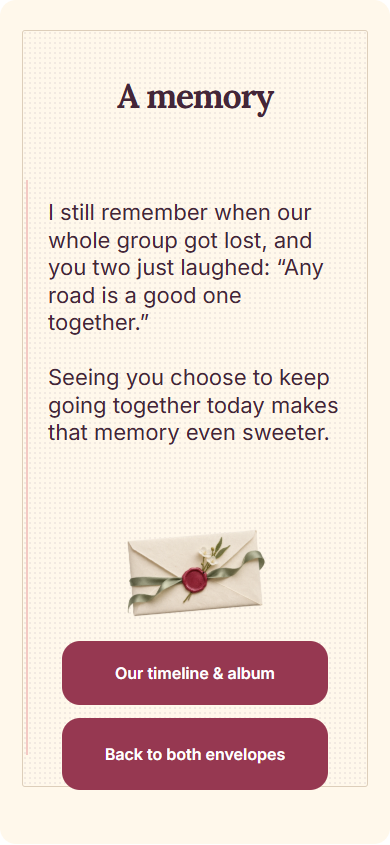 A memory
I still remember when our
whole group got lost, and
you two just laughed: “Any
road is a good one
together.”
Seeing you choose to keep
going together today makes
that memory even sweeter.
Our timeline & album
Back to both envelopes